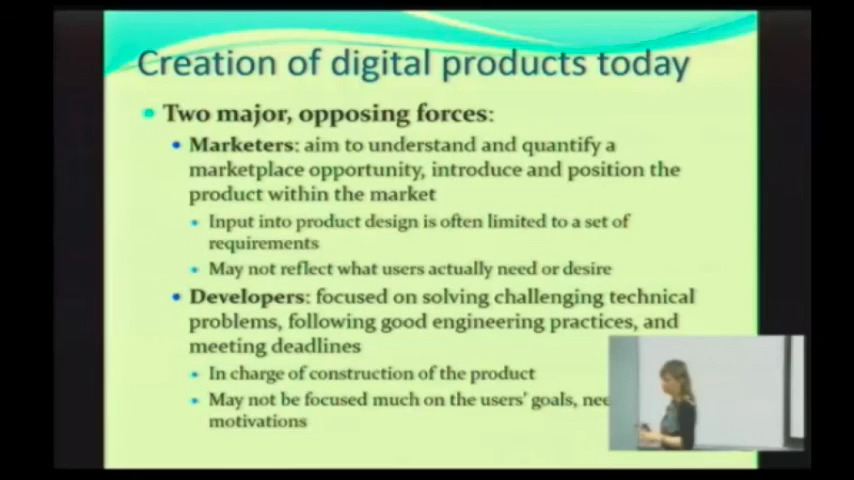 Creation of digital products today
Two major, opposing forces:
Marketers: aim to understand and quantify a
marketplace opportunity, introduce and position the
product within the market
Input into product design is often limited to a set of
requirements
May not reflect what users actually need or desire
Developers: focused on solving challenging technical
problems, following good engineering practices, and
meeting deadlines
In charge of construction of the product
May not be focused much on the users' goals,
motivations